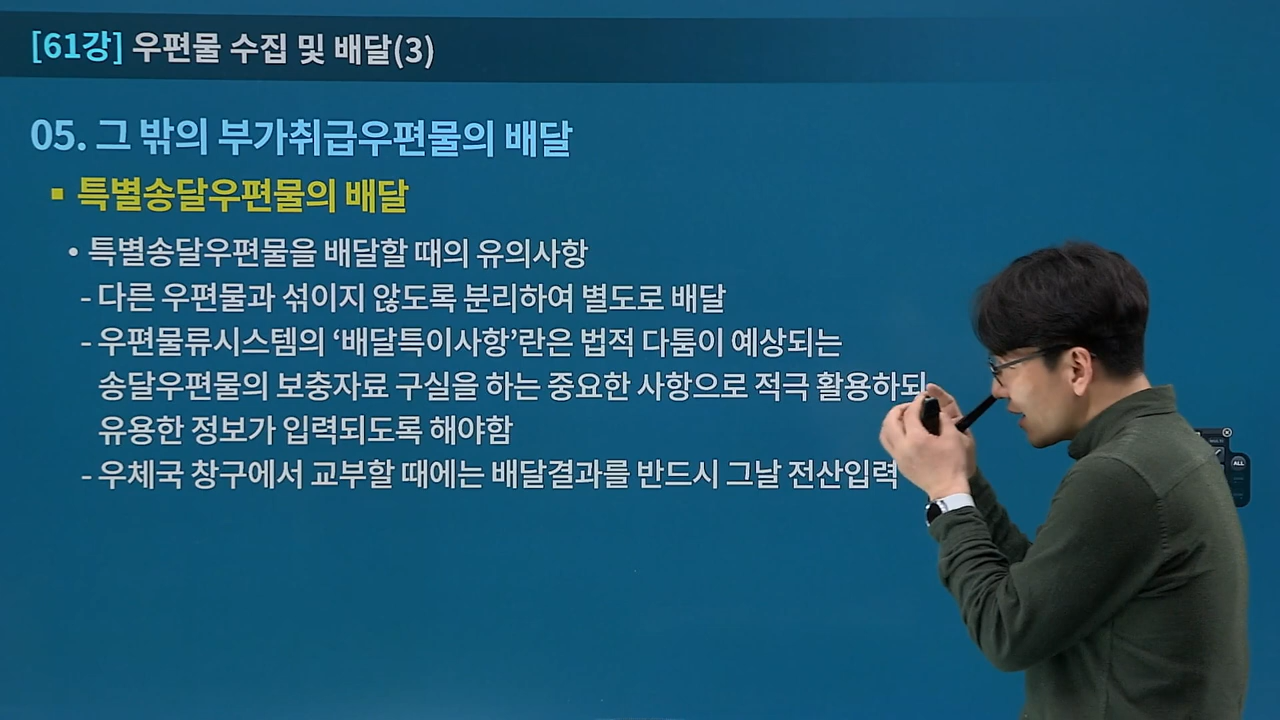 [61강] 우편물 수집 및 배달(3)
05. 그 밖의 부가취급우편물의 배달
▪ 특별송달우편물의 배달
• 특별송달우편물을 배달할 때의 유의사항
- 다른 우편물과 섞이지 않도록 분리하여 별도로 배달
- 우편물류시스템의 ‘배달특이사항’란은 법적 다툼이 예상되는
송달우편물의 보충자료 구실을 하는 중요한 사항으로 적극 활용하되
유용한 정보가 입력되도록 해야함
- 우체국 창구에서 교부할 때에는 배달결과를 반드시 그날 전산입력
ALL